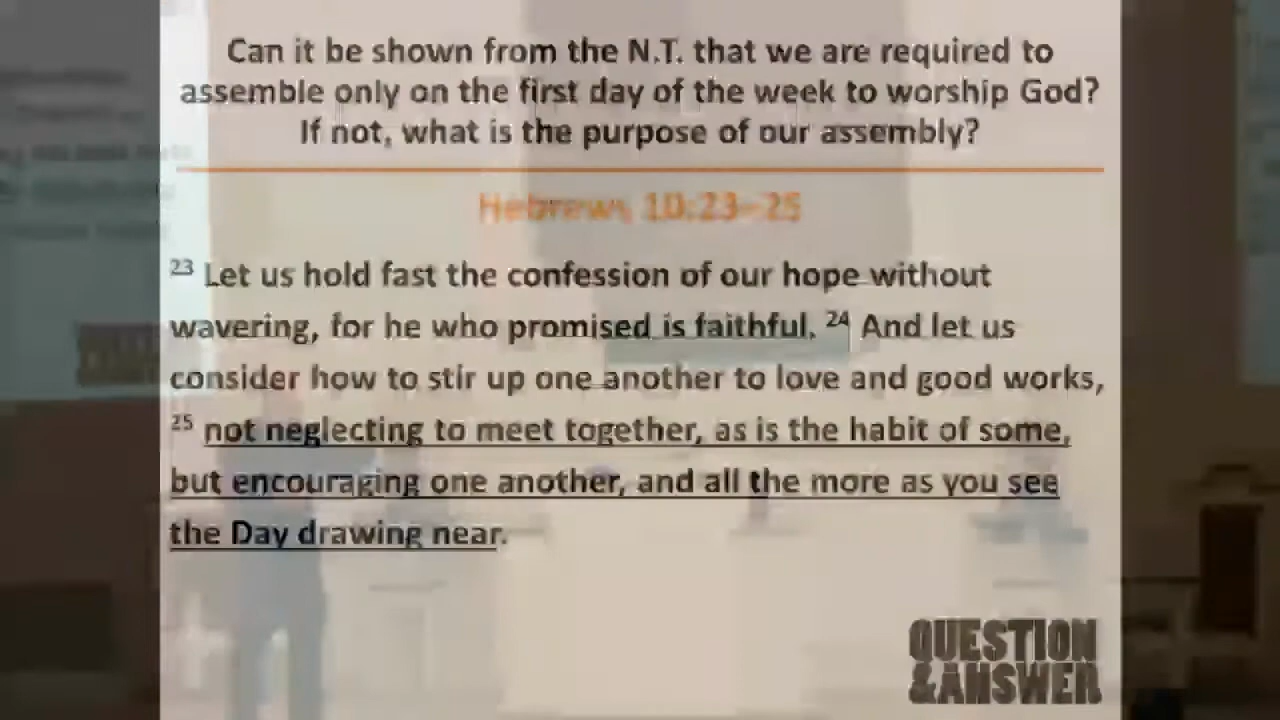 Can it be shown from the N.T. that we are required to
assemble only on the first day of the week to worship God?
If not, what is the purpose of our assembly?
Hebrews 10:23–25
23 Let us hold fast the confession of our hope without
wavering, for he who promised is faithful. 24 And let us
consider how to stir up one another to love and good works,
25 not neglecting to meet together, as is the habit of some,
but encouraging one another, and all the more as you see
the Day drawing near.
QUESTION
&ANSWER